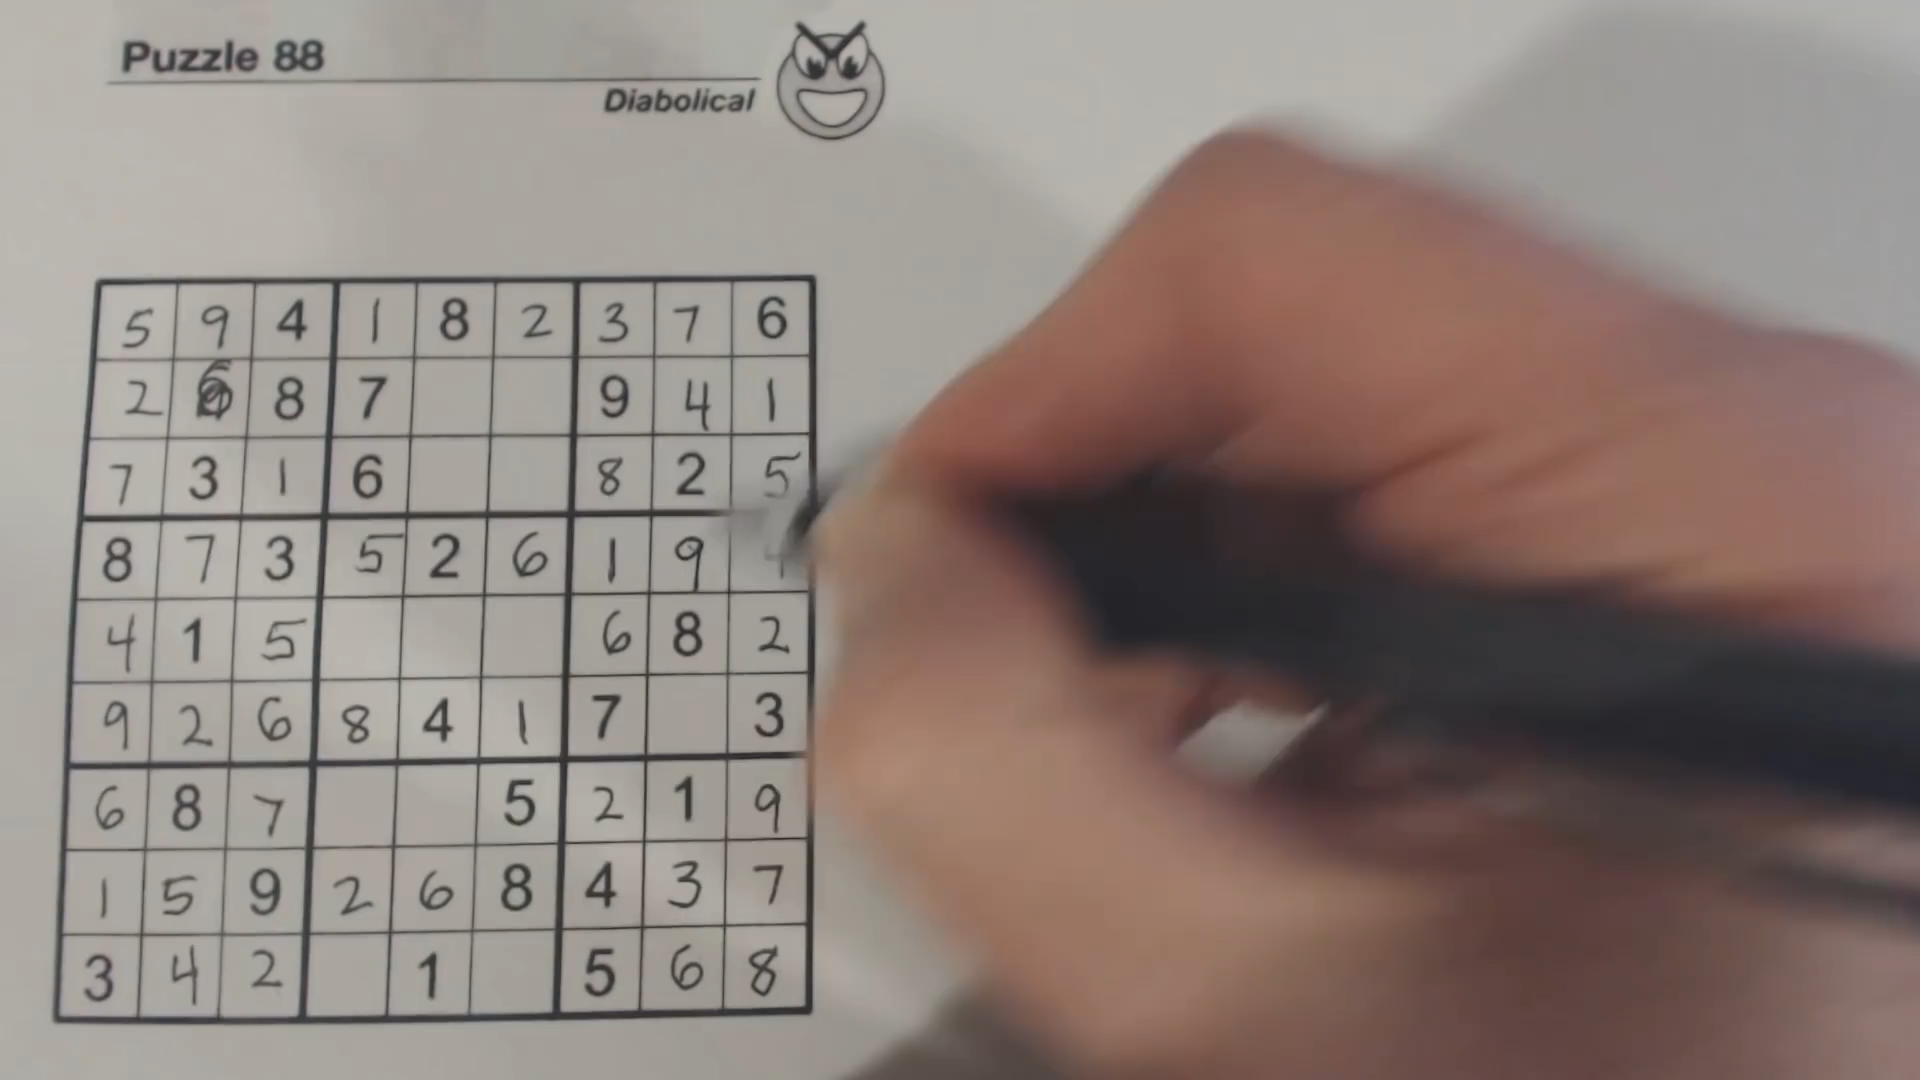 Puzzle 88
Diabolical
5 9 4 1 8 2 3 7 6
2 6 8 7 9 4 1
7 3 1 6 8 2 5
8 7 3 5 2 6 1 9 4
4 1 5 6 8 2
9 2 6 8 4 1 7 3
6 8 7 5 2 1 9
1 5 9 2 6 8 4 3 7
3 4 2 1 5 6 8